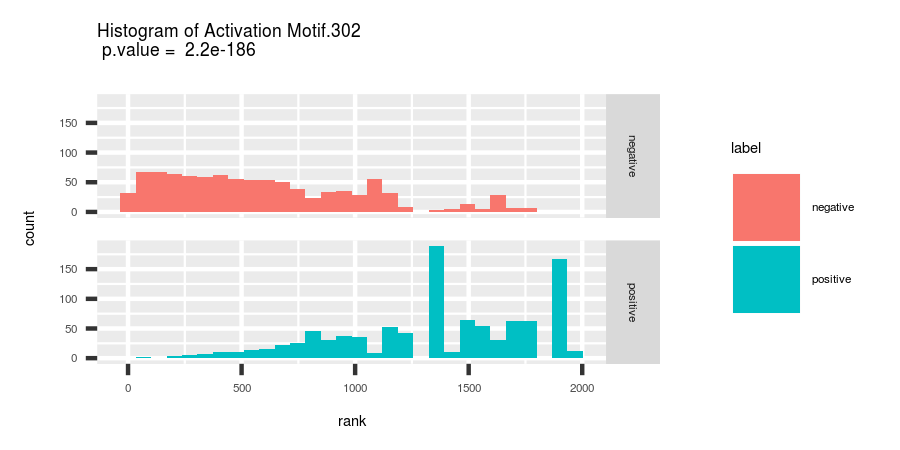 Histogram of Activation Motif.302
p.value = 2.2e-186
150
100
50
0
negative
150
100
50
0
positive
0 500 1000 1500 2000
rank
count
label
negative
positive